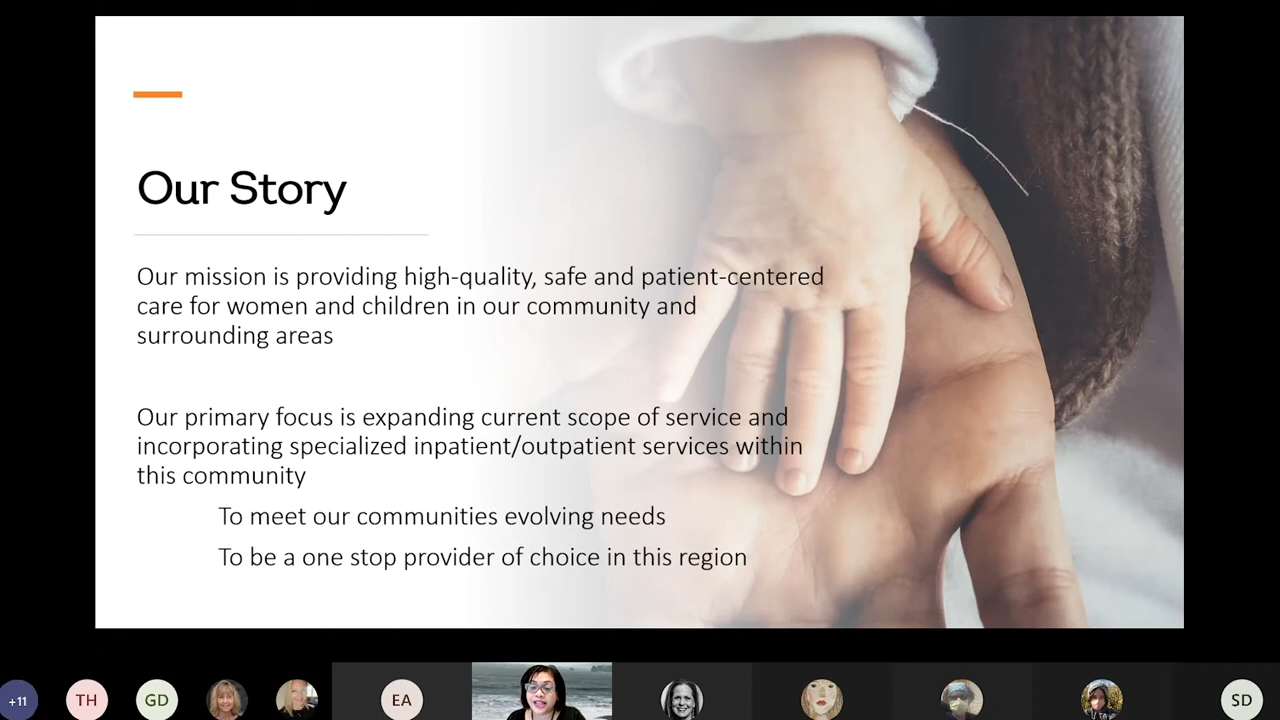 Our Story
Our mission is providing high-quality, safe and patient-centered
care for women and children in our community and
surrounding areas
Our primary focus is expanding current scope of service and
incorporating specialized inpatient/outpatient services within
this community
To meet our communities evolving needs
To be a one stop provider of choice in this region
+11
TH
GD
EA
SD